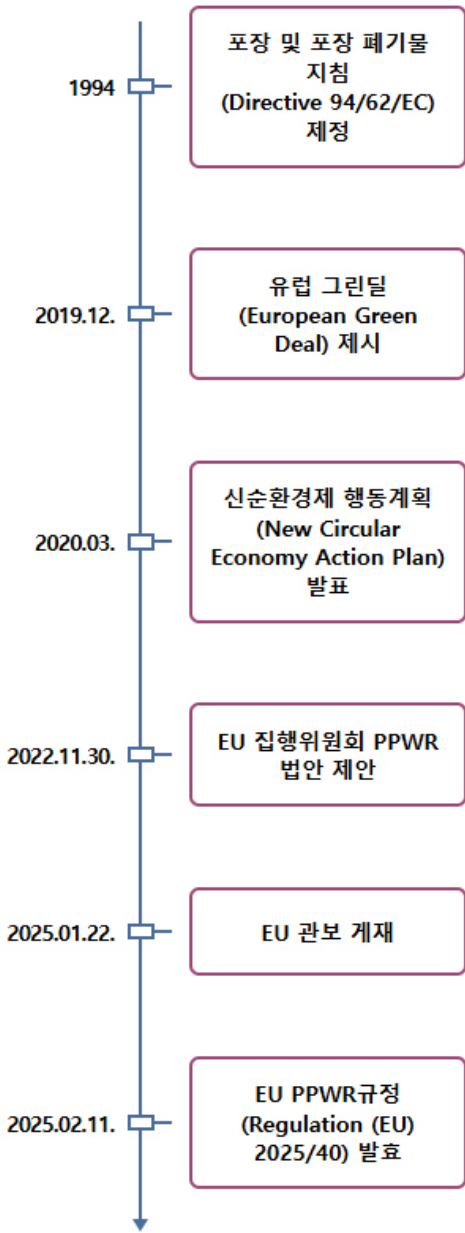 1994
포장 및 포장 폐기물
지침
(Directive 94/62/EC)
제정
2019.12.
유럽 그린딜
(European Green
Deal) 제시
2020.03.
신순환경제 행동계획
(New Circular
Economy Action Plan)
발표
2022.11.30.
EU 집행위원회 PPWR
법안 제안
2025.01.22.
EU 관보 게재
2025.02.11.
EU PPWR규정
(Regulation (EU)
2025/40) 발효